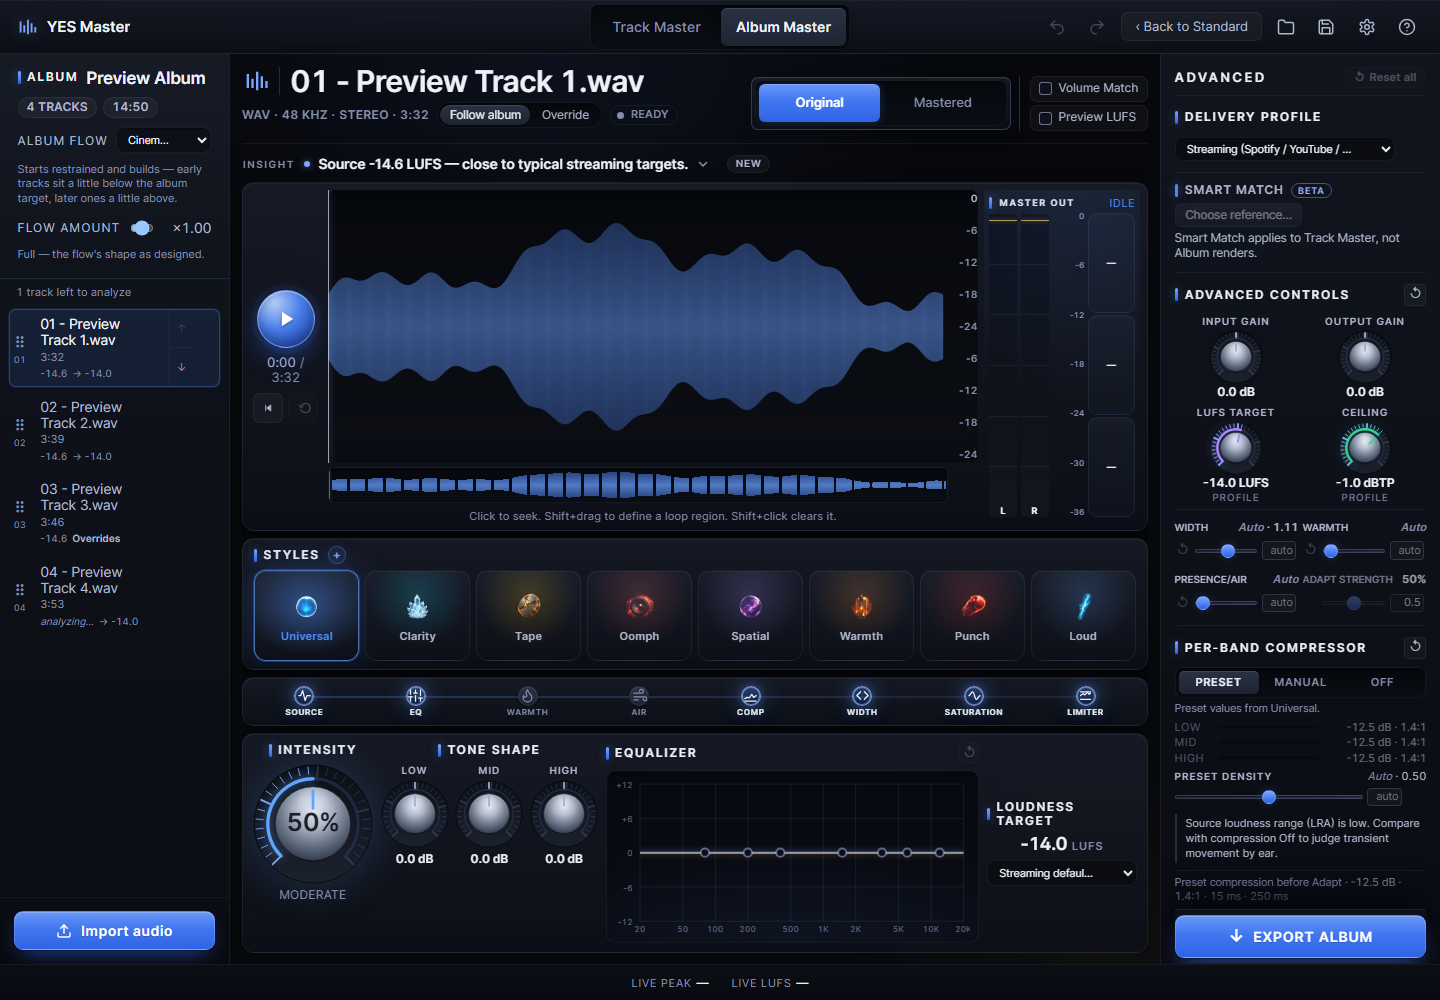 YES Master
Track Master
Album Master
‹ Back to Standard
ALBUM Preview Album
4 TRACKS 14:50
ALBUM FLOW Cinem...
Starts restrained and builds — early
tracks sit a little below the album
target, later ones a little above.
FLOW AMOUNT ×1.00
Full — the flow's shape as designed.
1 track left to analyze
01 - Preview
Track 1.wav
01
3:32
-14.6 → -14.0
02 - Preview
Track 2.wav
02
3:39
-14.6 → -14.0
03 - Preview
Track 3.wav
03
3:46
-14.6 Overrides
04 - Preview
Track 4.wav
04
3:53
analyzing... → -14.0
Import audio
01 - Preview Track 1.wav
WAV · 48 KHZ · STEREO · 3:32 Follow album Override READY
Original Mastered
Volume Match
Preview LUFS
INSIGHT Source -14.6 LUFS — close to typical streaming targets. NEW
0:00 /
3:32
0
-6
-12
-18
-24
-6
-12
-18
-24
Click to seek. Shift+drag to define a loop region. Shift+click clears it.
MASTER OUT IDLE
0
-6
-12
-18
-24
-30
-36
L R
—
—
—
STYLES +
Universal
Clarity
Tape
Oomph
Spatial
Warmth
Punch
Loud
SOURCE
EQ
WARMTH
AIR
COMP
WIDTH
SATURATION
LIMITER
INTENSITY
50%
MODERATE
TONE SHAPE
LOW MID HIGH
0.0 dB 0.0 dB 0.0 dB
EQUALIZER
+12
+6
0
-6
-12
20 50 100 200 500 1K 2K 5K 10K 20K
LOUDNESS
TARGET
-14.0 LUFS
Streaming defaul...
ADVANCED Reset all
DELIVERY PROFILE
Streaming (Spotify / YouTube / ...
SMART MATCH BETA
Choose reference...
Smart Match applies to Track Master, not
Album renders.
ADVANCED CONTROLS
INPUT GAIN OUTPUT GAIN
0.0 dB 0.0 dB
LUFS TARGET CEILING
-14.0 LUFS -1.0 dBTP
PROFILE PROFILE
WIDTH Auto · 1.11 WARMTH Auto
auto auto
PRESENCE/AIR Auto ADAPT STRENGTH 50%
auto 0.5
PER-BAND COMPRESSOR
PRESET MANUAL OFF
Preset values from Universal.
LOW -12.5 dB · 1.4:1
MID -12.5 dB · 1.4:1
HIGH -12.5 dB · 1.4:1
PRESET DENSITY Auto · 0.50
auto
Source loudness range (LRA) is low. Compare
with compression Off to judge transient
movement by ear.
Preset compression before Adapt · -12.5 dB ·
1.4:1 · 15 ms · 250 ms
EXPORT ALBUM
LIVE PEAK — LIVE LUFS —